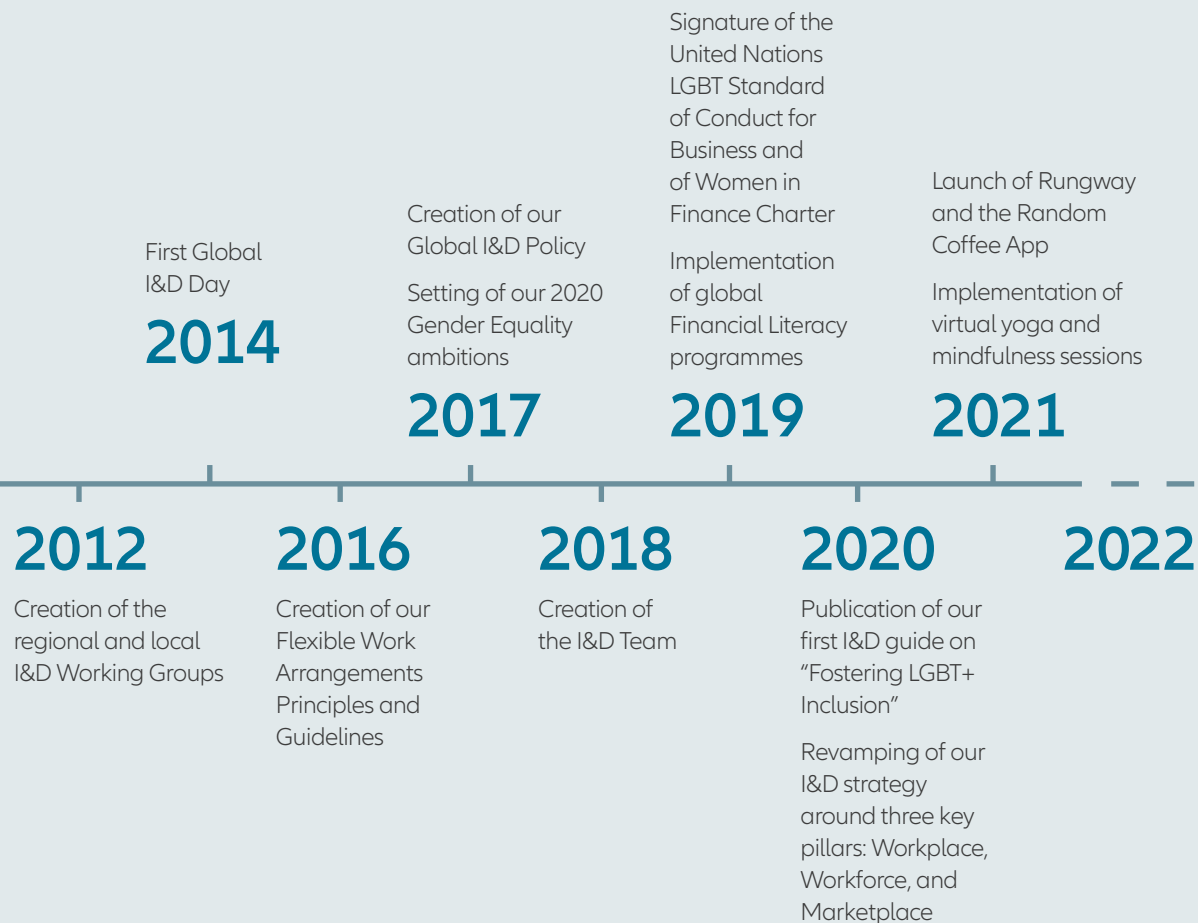 Signature of the
United Nations
LGBT Standard
of Conduct for
Business and
of Women in
Finance Charter
Implementation
of global
Financial Literacy
programmes
2019
Launch of Rungway
and the Random
Coffee App
Implementation of
virtual yoga and
mindfulness sessions
2021
Creation of our
Global I&D Policy
Setting of our 2020
Gender Equality
ambitions
2017
First Global
I&D Day
2014
2012
Creation of the
regional and local
I&D Working Groups
2016
Creation of our
Flexible Work
Arrangements
Principles and
Guidelines
2018
Creation of
the I&D Team
2020
Publication of our
first I&D guide on
“Fostering LGBT+
Inclusion”
Revamping of our
I&D strategy
around three key
pillars: Workplace,
Workforce, and
Marketplace
2022